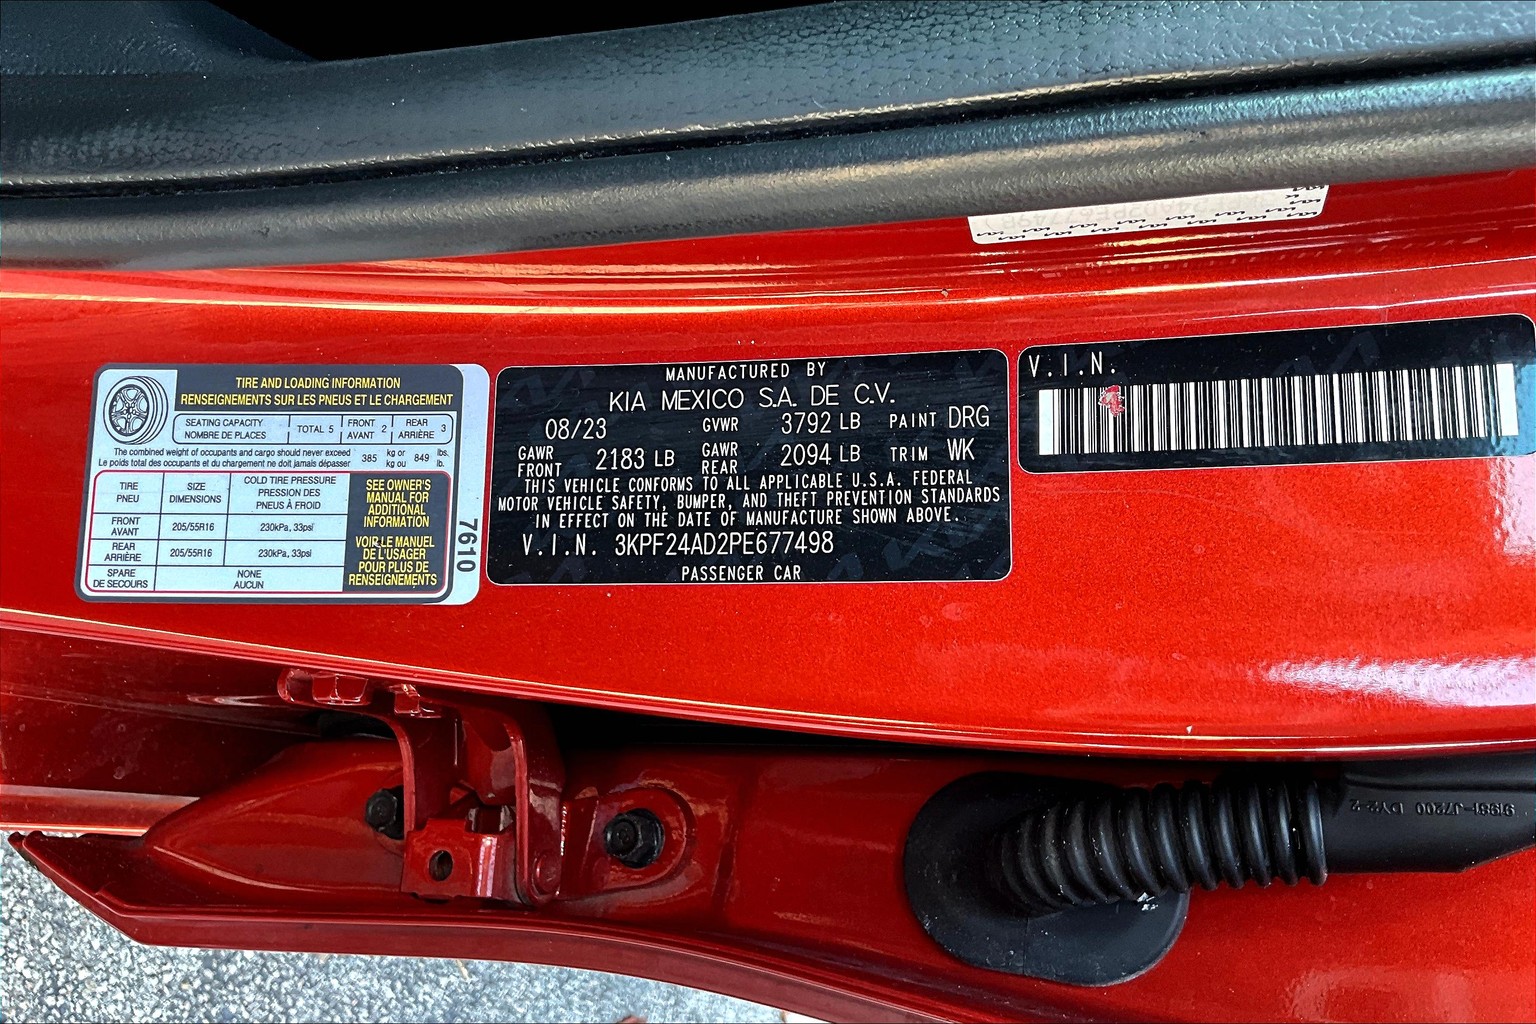 TIRE AND LOADING INFORMATION
RENSEIGNEMENTS SUR LES PNEUS ET LE CHARGEMENT
SEATING CAPACITY
NOMBRE DE PLACES
TOTAL 5
FRONT
AVANT 2
REAR
ARRIÈRE 3
The combined weight of occupants and cargo should never exceed
Le poids total des occupants et du chargement ne doit jamais dépasser
385 kg or
kg ou
849 lbs.
lb.
TIRE
PNEU
SIZE
DIMENSIONS
COLD TIRE PRESSURE
PRESSION DES
PNEUS À FROID
FRONT
AVANT
205/55R16
230kPa, 33psi
REAR
ARRIÈRE
205/55R16
230kPa, 33psi
SPARE
DE SECOURS
NONE
AUCUN
SEE OWNER'S
MANUAL FOR
ADDITIONAL
INFORMATION
VOIR LE MANUEL
DE L'USAGER
POUR PLUS DE
RENSEIGNEMENTS
7610
MANUFACTURED BY
KIA MEXICO S.A. DE C.V.
08/23 GVWR 3792 LB PAINT DRG
GAWR
FRONT 2183 LB GAWR
REAR 2094 LB TRIM WK
THIS VEHICLE CONFORMS TO ALL APPLICABLE U.S.A. FEDERAL
MOTOR VEHICLE SAFETY, BUMPER, AND THEFT PREVENTION STANDARDS
IN EFFECT ON THE DATE OF MANUFACTURE SHOWN ABOVE.
V.I.N. 3KPF24AD2PE677498
PASSENGER CAR
V.I.N.
91981-J7200 DY2-2